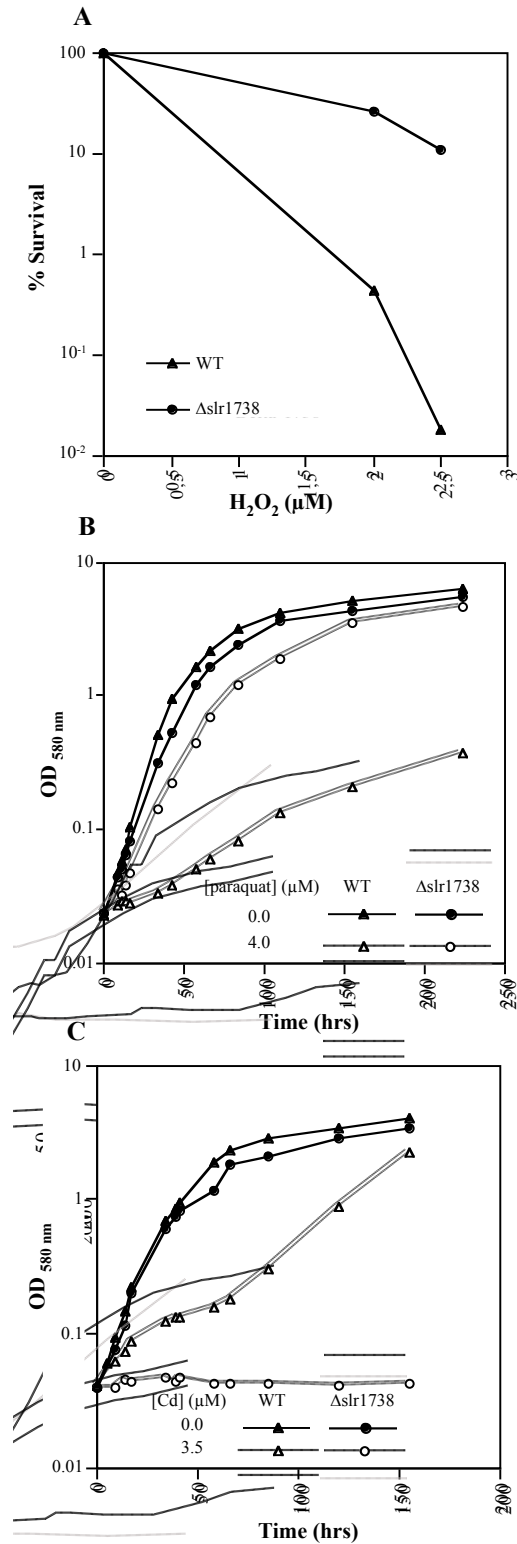 A
100
10
1
10-1
10-2
% Survival
WT
Δslr1738
0
0,5
1
1,5
2
2,5
3
H2O2 (µM)
B
10
1
0.1
0.01
OD 580 nm
[paraquat] (µM) WT Δslr1738
0.0
4.0
0
50
100
150
200
250
Time (hrs)
C
10
1
0.1
0.01
OD 580 nm
[Cd] (µM) WT Δslr1738
0.0
3.5
0
50
100
150
200
Time (hrs)